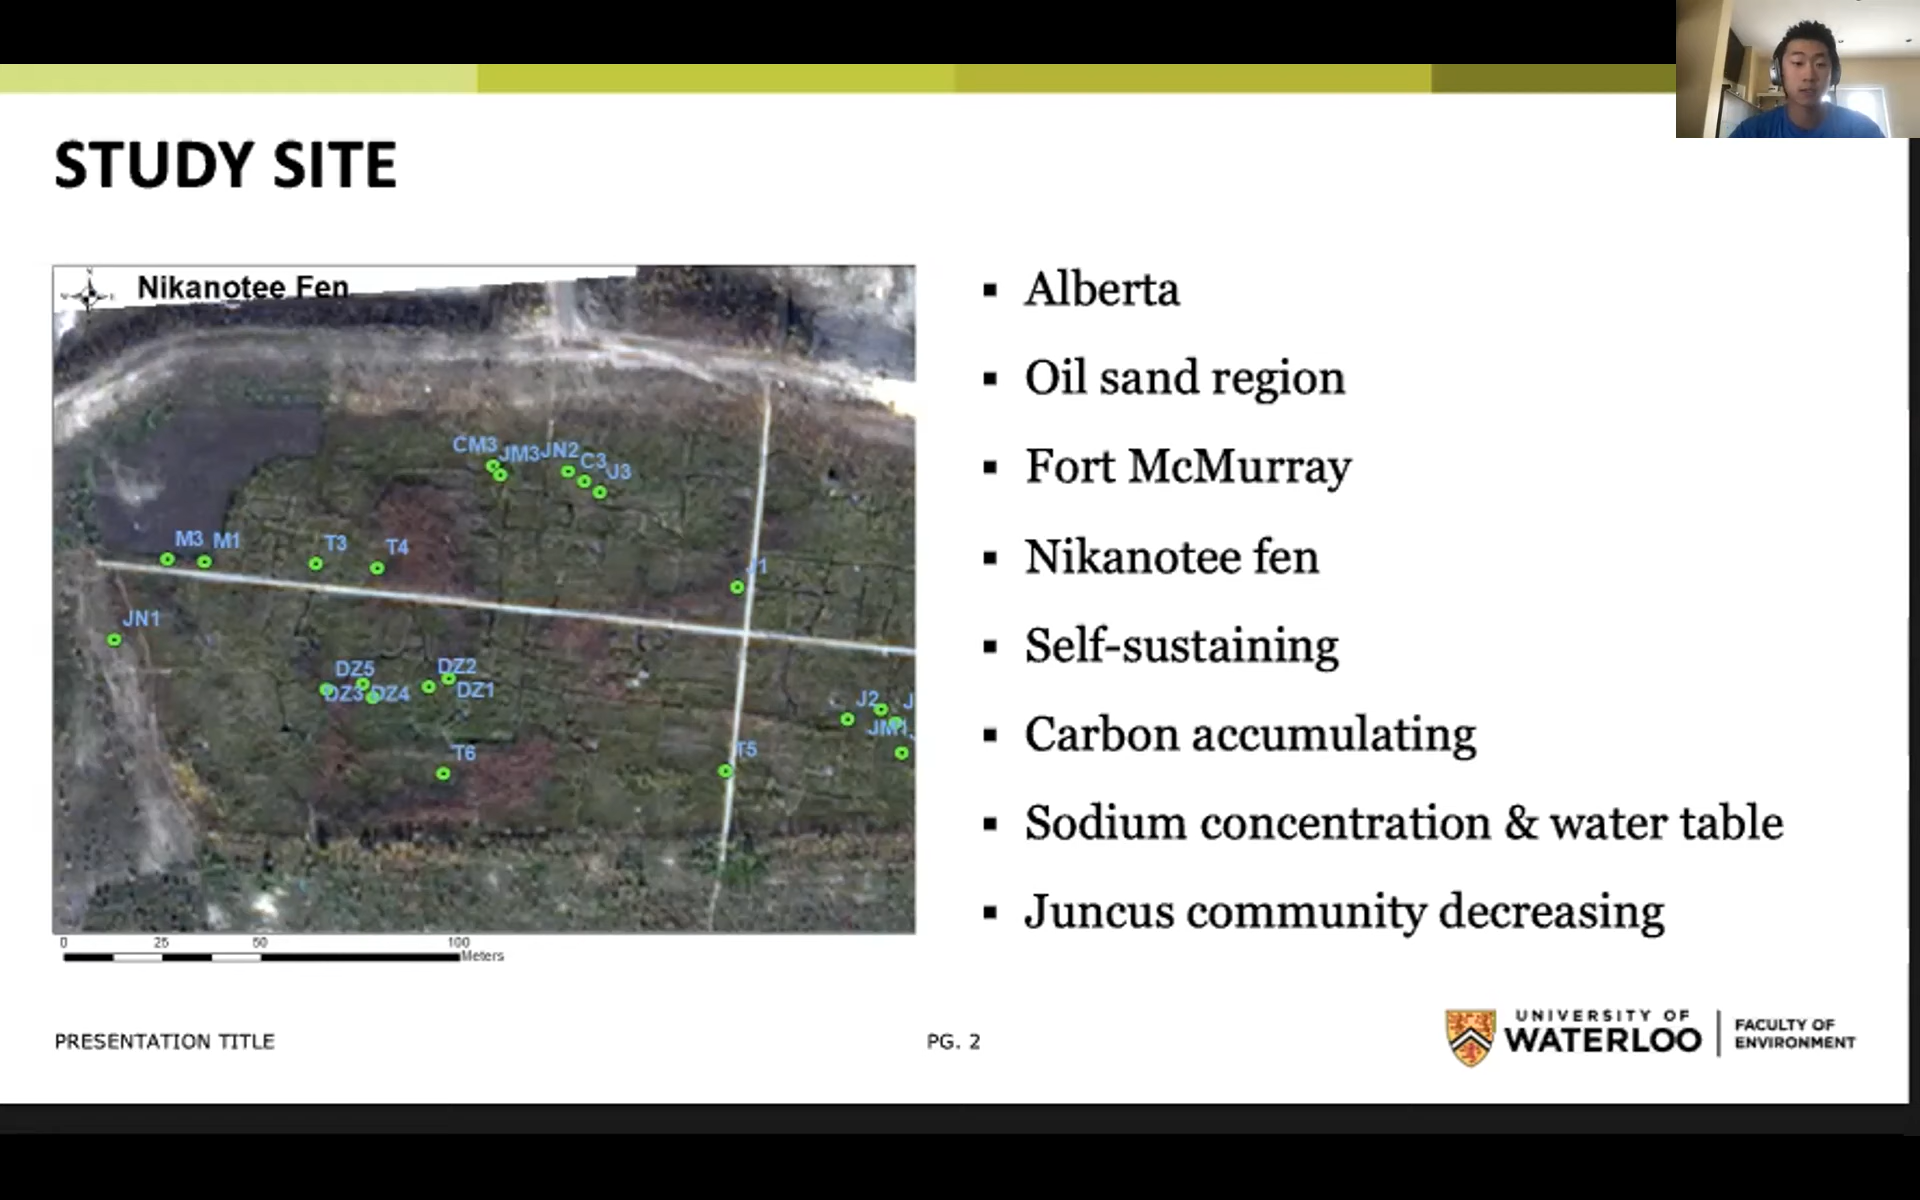 STUDY SITE
Nikanotee Fen
CM3 JM3 JN2 C3 J3
M3 M1 T3 T4
J1
JN1
DZ5 DZ2
DZ3 DZ4 DZ1
J2 J
JM1
T6 T5
0 25 50 100
Meters
▪ Alberta
▪ Oil sand region
▪ Fort McMurray
▪ Nikanotee fen
▪ Self-sustaining
▪ Carbon accumulating
▪ Sodium concentration & water table
▪ Juncus community decreasing
PRESENTATION TITLE
PG. 2
UNIVERSITY OF
WATERLOO
FACULTY OF
ENVIRONMENT